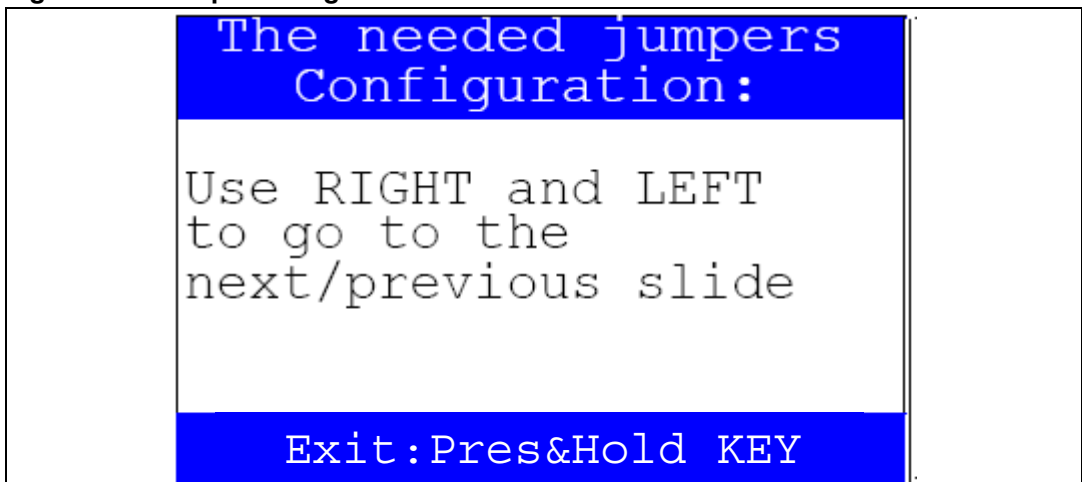 The needed jumpers
Configuration:
Use RIGHT and LEFT
to go to the
next/previous slide
Exit:Pres&Hold KEY